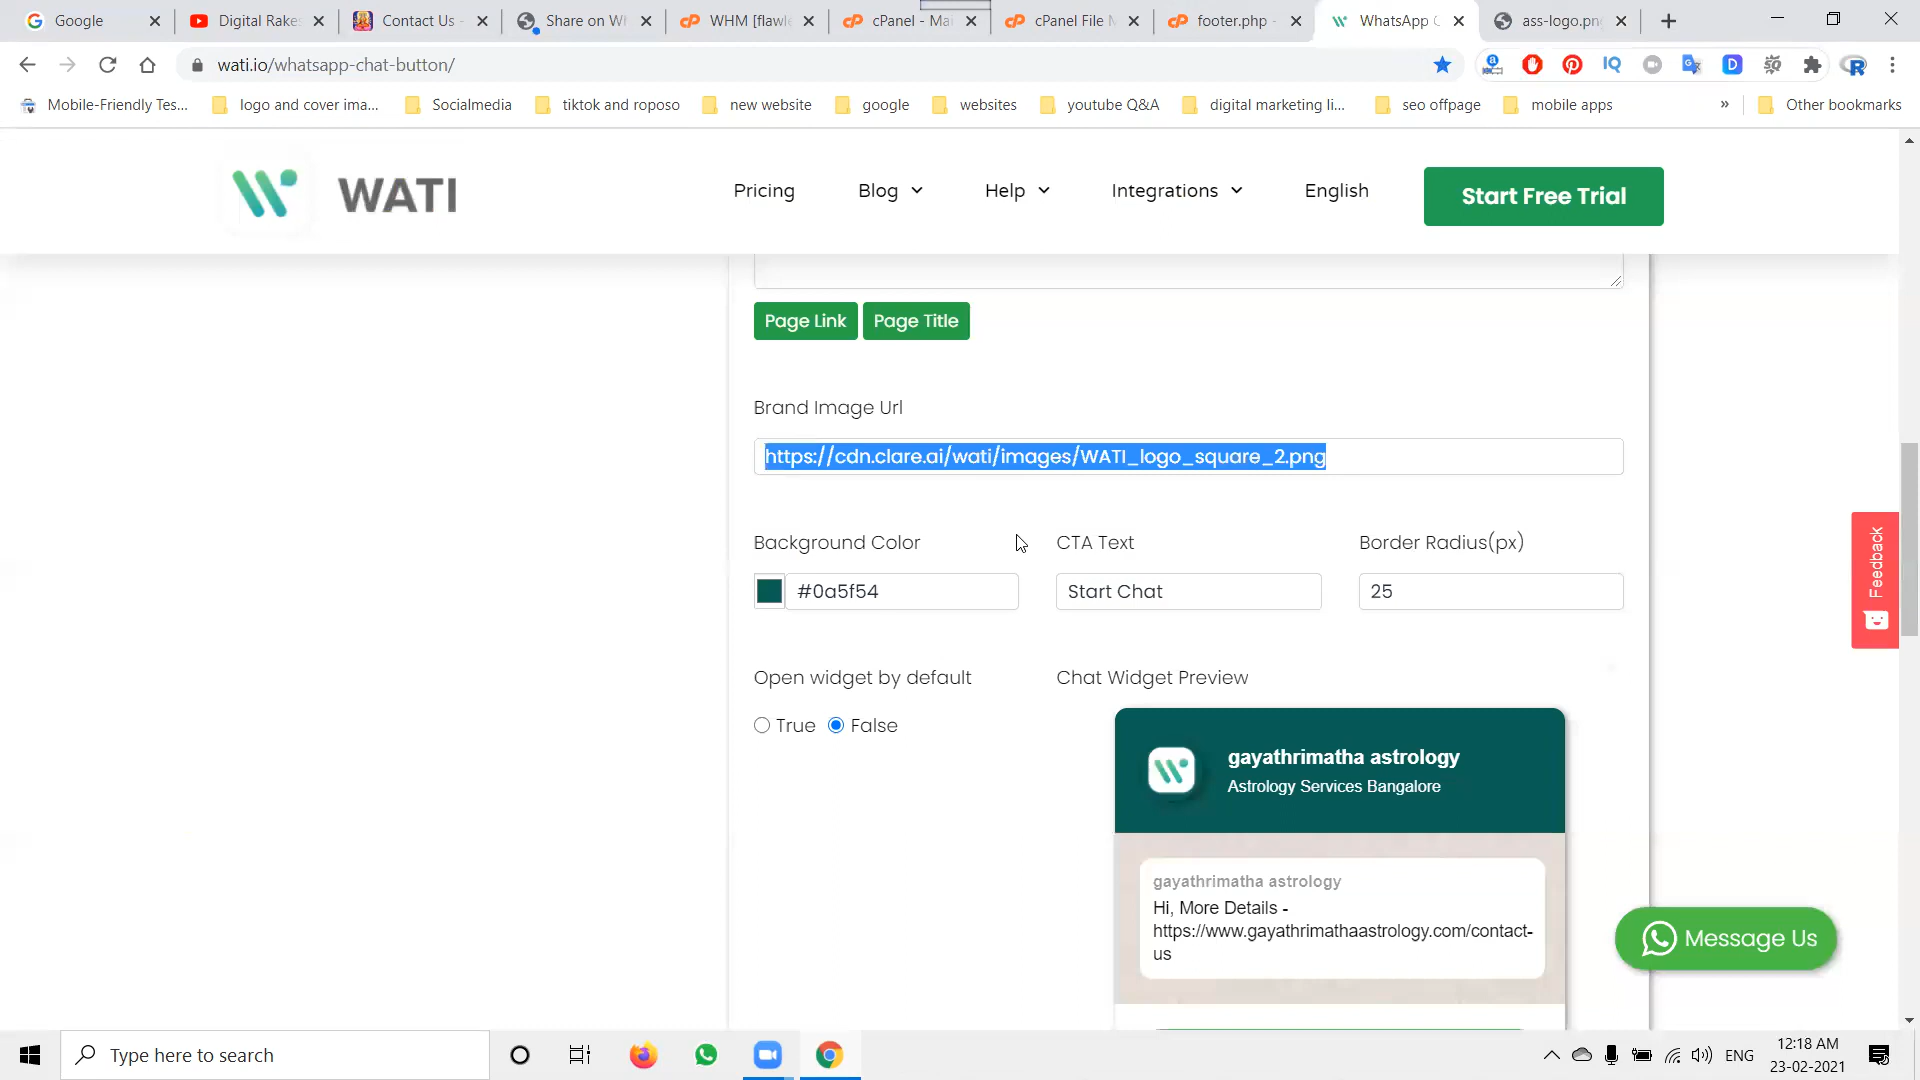 Google
Digital Rake
Contact Us -
Share on Wh
WHM [flawle
cPanel - Mai
cPanel File M
footer.php -
WhatsApp C
ass-logo.png
wati.io/whatsapp-chat-button/
Mobile-Friendly Tes...
logo and cover ima...
Socialmedia
tiktok and roposo
new website
google
websites
youtube Q&A
digital marketing li...
seo offpage
mobile apps
»
Other bookmarks
WATI
Pricing
Blog
Help
Integrations
English
Start Free Trial
Page Link
Page Title
Brand Image Url
https://cdn.clare.ai/wati/images/WATI_logo_square_2.png
Background Color
CTA Text
Border Radius(px)
#0a5f54
Start Chat
25
Feedback
Open widget by default
Chat Widget Preview
True
False
gayathrimatha astrology
Astrology Services Bangalore
gayathrimatha astrology
Hi, More Details -
https://www.gayathrimathaastrology.com/contact-
us
Message Us
Type here to search
ENG
12:18 AM
23-02-2021